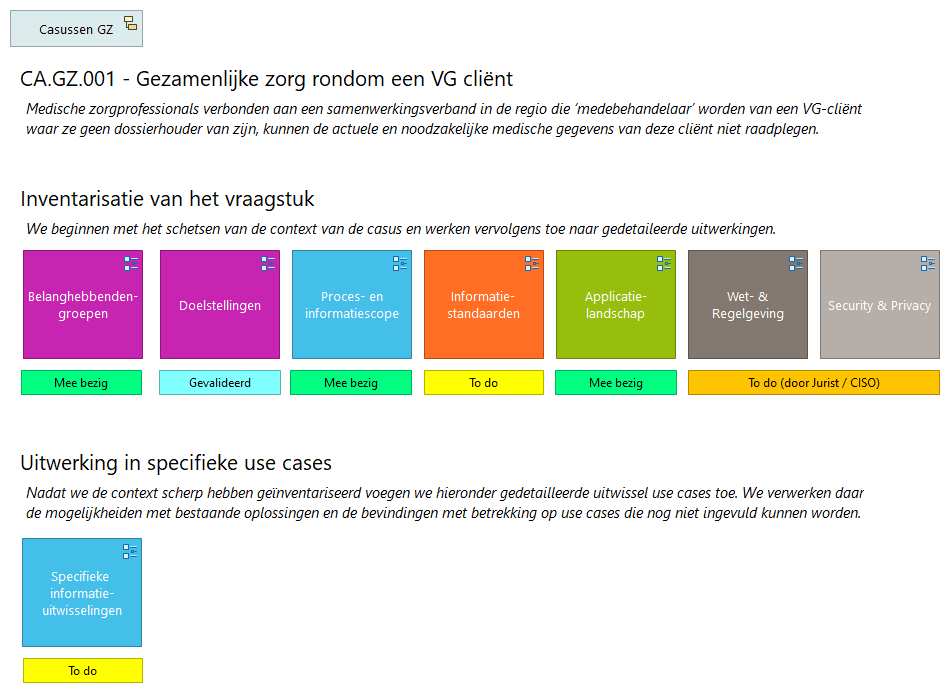 Casussen GZ
CA.GZ.001 - Gezamenlijke zorg rondom een VG cliënt
Medische zorgprofessionals verbonden aan een samenwerkingsverband in de regio die ‘medebehandelaar’ worden van een VG-cliënt
waar ze geen dossierhouder van zijn, kunnen de actuele en noodzakelijke medische gegevens van deze cliënt niet raadplegen.
Inventarisatie van het vraagstuk
We beginnen met het schetsen van de context van de casus en werken vervolgens toe naar gedetaileerde uitwerkingen.
Belanghebbenden-
groepen
Doelstellingen
Proces- en
informatiescope
Informatie-
standaarden
Applicatie-
landschap
Wet- &
Regelgeving
Security & Privacy
Mee bezig
Gevalideerd
Mee bezig
To do
Mee bezig
To do (door Jurist / CISO)
Uitwerking in specifieke use cases
Nadat we de context scherp hebben geïnventariseerd voegen we hieronder gedetailleerde uitwissel use cases toe. We verwerken daar
de mogelijkheiden met bestaande oplossingen en de bevindingen met betrekking op use cases die nog niet ingevuld kunnen worden.
Specifieke
informatie-
uitwisselingen
To do